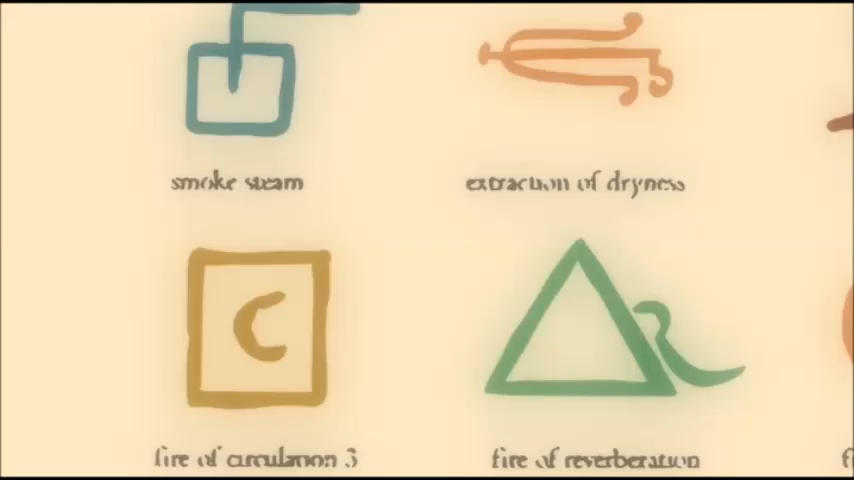 smoke steam
extraction of dryness
C
fire of circulation 3
fire of reverberation